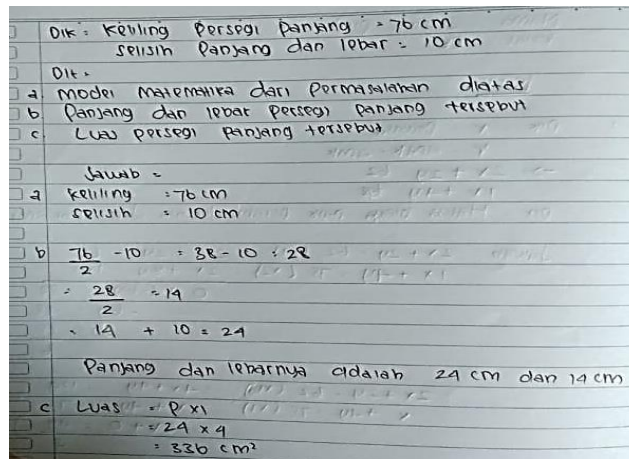 Dik : Keliling Persegi Panjang = 76 cm
selisih Panjang dan lebar = 10 cm
Dit :
a model matematika dari Permasalahan diatas
b Panjang dan lebar persegi panjang tersebut
c Luas persegi panjang tersebut
Jawab =
a keliling = 76 cm
selisih = 10 cm
b 76/2 - 10 = 38 - 10 = 28
= 28/2 = 14
= 14 + 10 = 24
Panjang dan lebarnya adalah 24 cm dan 14 cm
c Luas = P x l
= 24 x 4
= 336 cm²